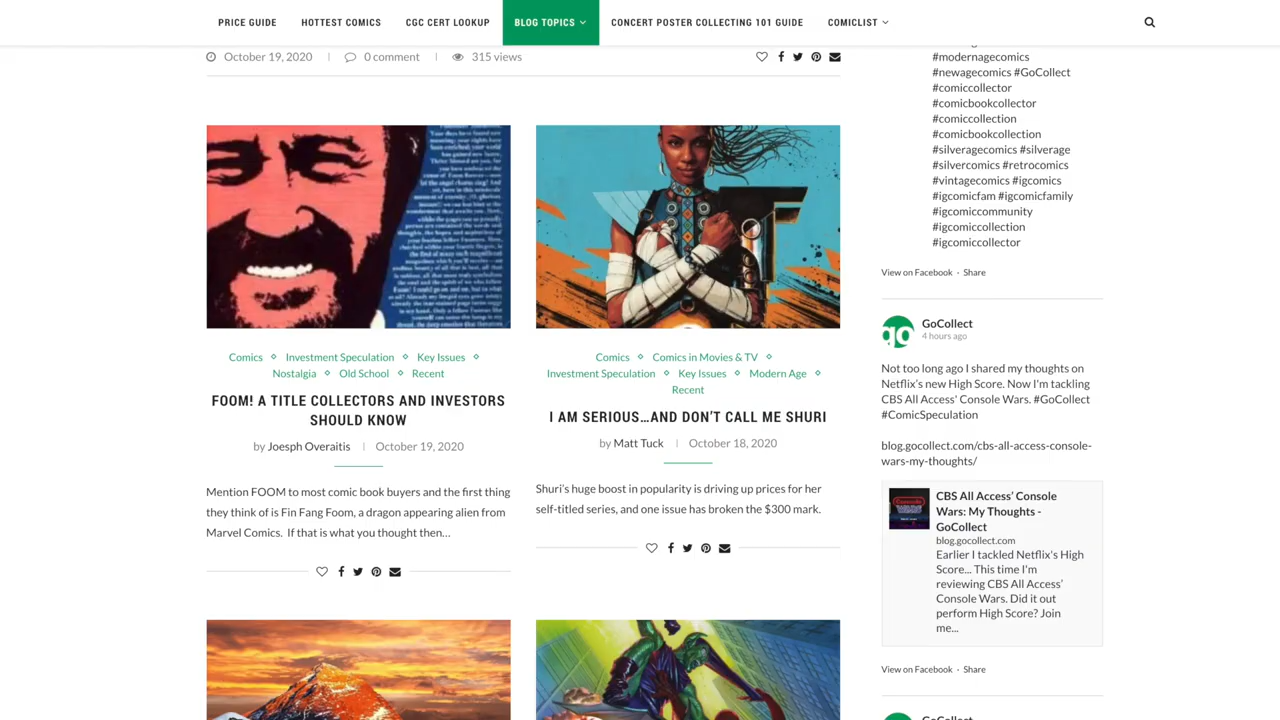 PRICE GUIDE HOTTEST COMICS CGC CERT LOOKUP BLOG TOPICS CONCERT POSTER COLLECTING 101 GUIDE COMICLIST
October 19, 2020 0 comment 315 views
Comics Investment Speculation Key Issues
Nostalgia Old School Recent
FOOM! A TITLE COLLECTORS AND INVESTORS
SHOULD KNOW
by Joesph Overaitis October 19, 2020
Mention FOOM to most comic book buyers and the first thing
they think of is Fin Fang Foom, a dragon appearing alien from
Marvel Comics. If that is what you thought then…
Comics Comics in Movies & TV
Investment Speculation Key Issues Modern Age
Recent
I AM SERIOUS…AND DON'T CALL ME SHURI
by Matt Tuck October 18, 2020
Shuri's huge boost in popularity is driving up prices for her
self-titled series, and one issue has broken the $300 mark.
#modernagecomics
#newagecomics #GoCollect
#comiccollector
#comicbookcollector
#comiccollection
#comicbookcollection
#silveragecomics #silverage
#silvercomics #retrocomics
#vintagecomics #igcomics
#igcomicfam #igcomicfamily
#igcomiccommunity
#igcomiccollection
#igcomiccollector
View on Facebook · Share
GoCollect
4 hours ago
Not too long ago I shared my thoughts on
Netflix's new High Score. Now I'm tackling
CBS All Access' Console Wars. #GoCollect
#ComicSpeculation
blog.gocollect.com/cbs-all-access-console-
wars-my-thoughts/
CBS All Access' Console
Wars: My Thoughts -
GoCollect
blog.gocollect.com
Earlier I tackled Netflix's High
Score... This time I'm
reviewing CBS All Access'
Console Wars. Did it out
perform High Score? Join
me...
View on Facebook · Share
GoCollect